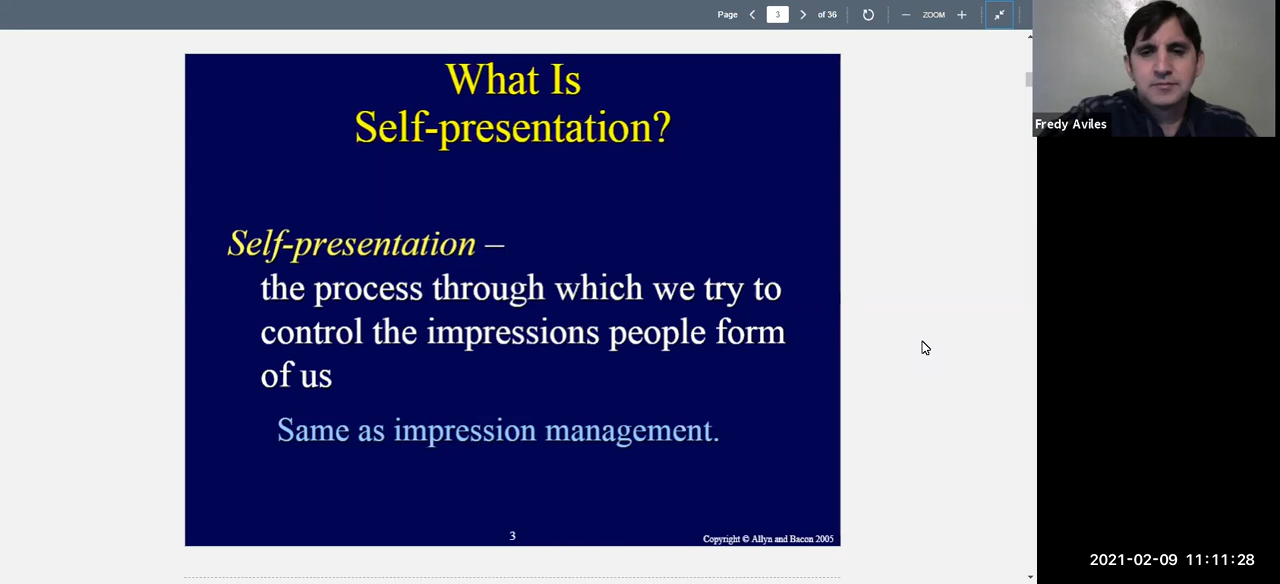 Page 3 of 36 ZOOM
What Is
Self-presentation?
Fredy Aviles
Self-presentation –
the process through which we try to
control the impressions people form
of us
Same as impression management.
3
Copyright © Allyn and Bacon 2005
2021-02-09 11:11:28